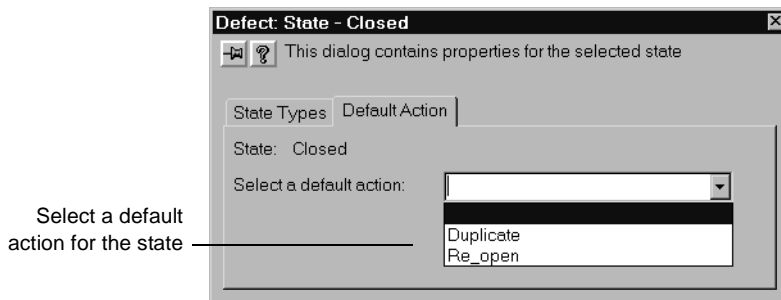 Defect: State - Closed
This dialog contains properties for the selected state
State Types
Default Action
State: Closed
Select a default action:
Duplicate
Re_open
Select a default
action for the state